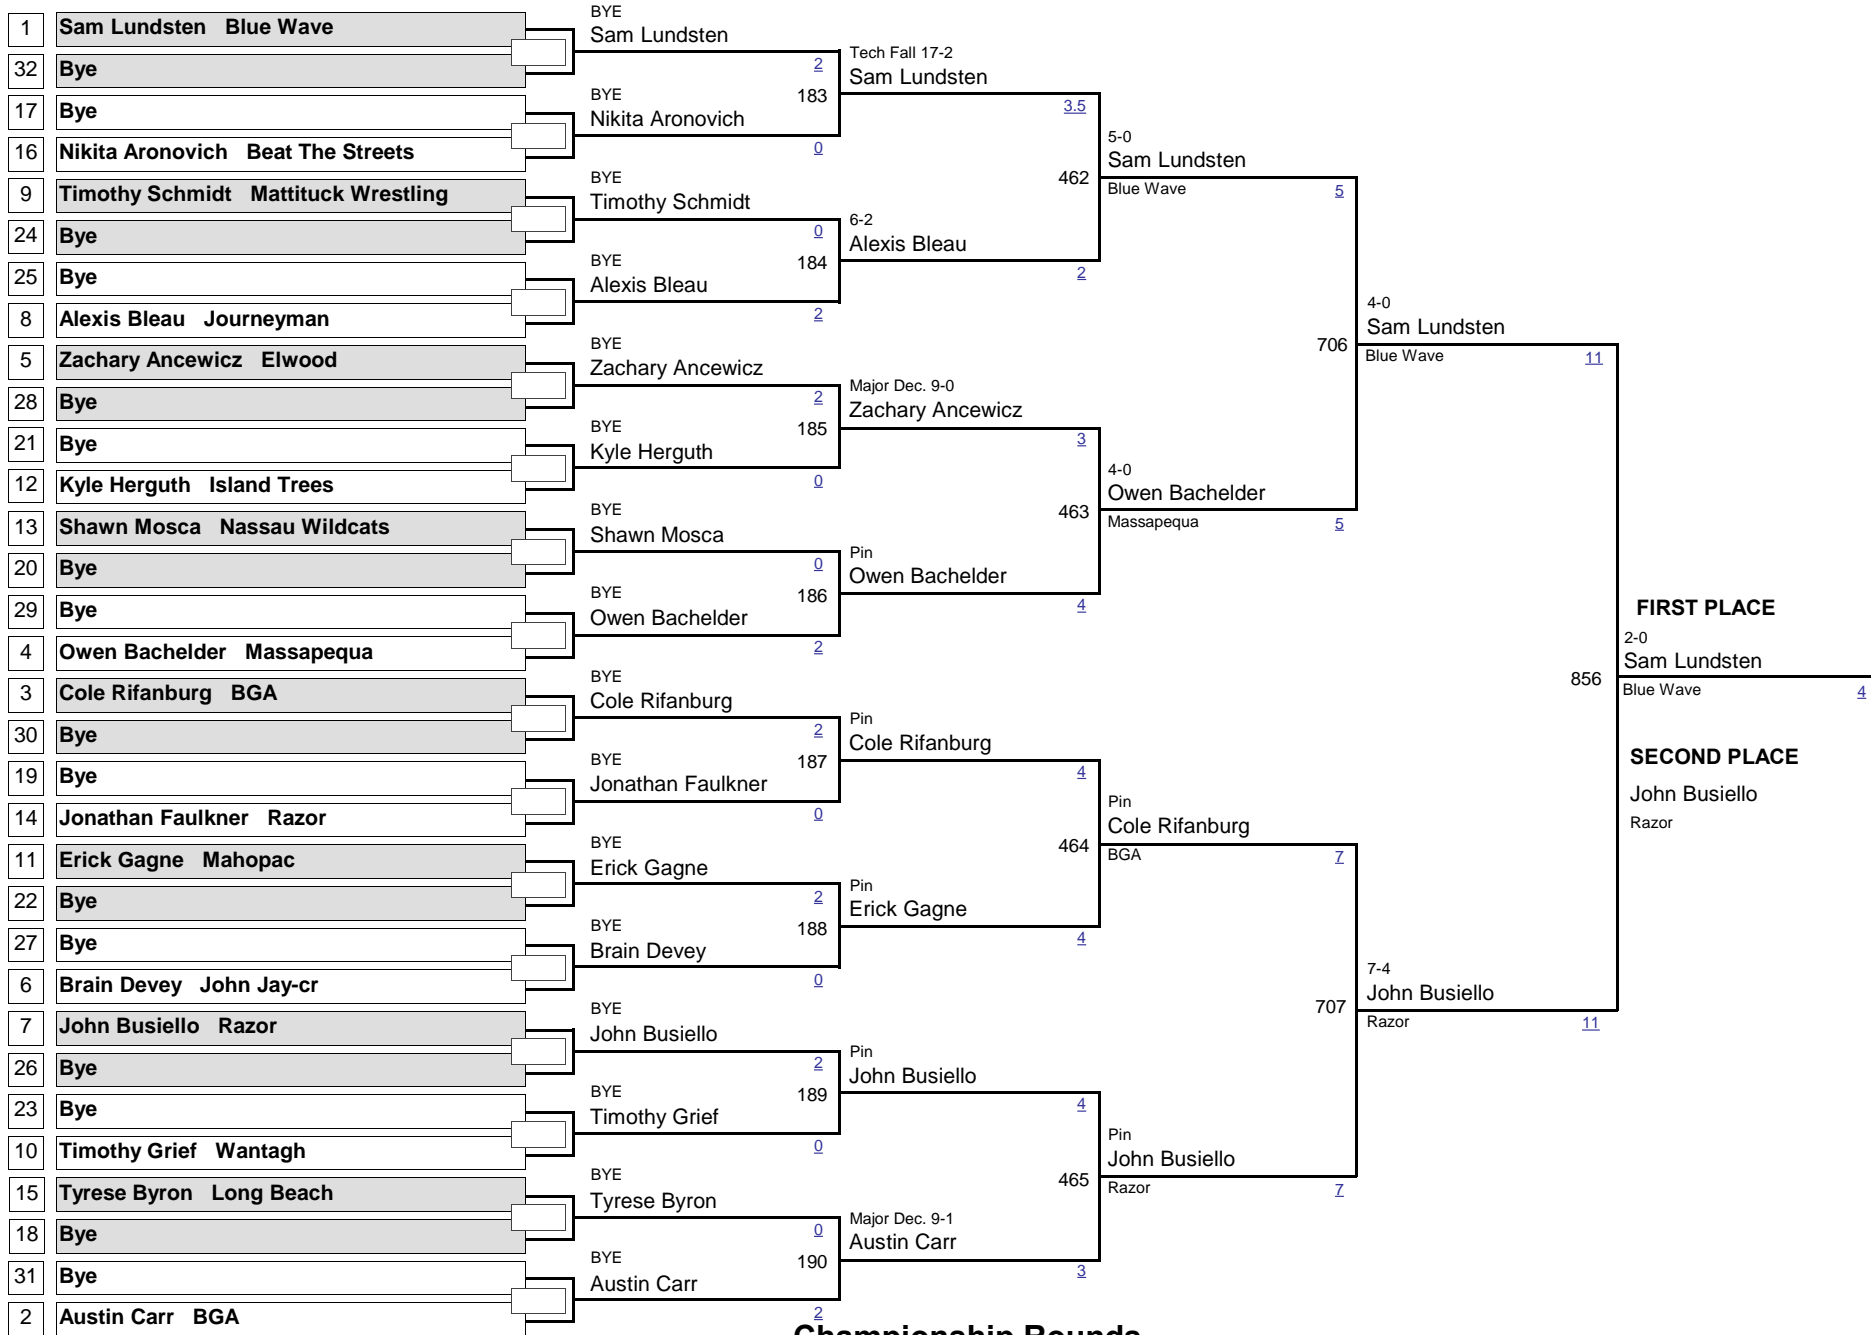 1 Sam Lundsten Blue Wave
32 Bye
17 Bye
16 Nikita Aronovich Beat The Streets
9 Timothy Schmidt Mattituck Wrestling
24 Bye
25 Bye
8 Alexis Bleau Journeyman
5 Zachary Ancewicz Elwood
28 Bye
21 Bye
12 Kyle Herguth Island Trees
13 Shawn Mosca Nassau Wildcats
20 Bye
29 Bye
4 Owen Bachelder Massapequa
3 Cole Rifanburg BGA
30 Bye
19 Bye
14 Jonathan Faulkner Razor
11 Erick Gagne Mahopac
22 Bye
27 Bye
6 Brain Devey John Jay-cr
7 John Busiello Razor
26 Bye
23 Bye
10 Timothy Grief Wantagh
15 Tyrese Byron Long Beach
18 Bye
31 Bye
2 Austin Carr BGA
BYE
Sam Lundsten
2
183
BYE
Nikita Aronovich
0
BYE
Timothy Schmidt
0
184
BYE
Alexis Bleau
2
BYE
Zachary Ancewicz
2
185
BYE
Kyle Herguth
0
BYE
Shawn Mosca
0
186
BYE
Owen Bachelder
2
BYE
Cole Rifanburg
2
187
BYE
Jonathan Faulkner
0
BYE
Erick Gagne
2
188
BYE
Brain Devey
0
BYE
John Busiello
2
189
BYE
Timothy Grief
0
BYE
Tyrese Byron
0
190
BYE
Austin Carr
2
Tech Fall 17-2
Sam Lundsten
3.5
462
6-2
Alexis Bleau
2
Major Dec. 9-0
Zachary Ancewicz
3
463
Pin
Owen Bachelder
4
Pin
Cole Rifanburg
4
464
Pin
Erick Gagne
4
Pin
John Busiello
4
465
Major Dec. 9-1
Austin Carr
3
5-0
Sam Lundsten
Blue Wave 5
706
4-0
Owen Bachelder
Massapequa 5
Pin
Cole Rifanburg
BGA 7
707
Pin
John Busiello
Razor 7
4-0
Sam Lundsten
Blue Wave 11
856
7-4
John Busiello
Razor 11
FIRST PLACE
2-0
Sam Lundsten
Blue Wave 4
SECOND PLACE
John Busiello
Razor
Championship Rounds